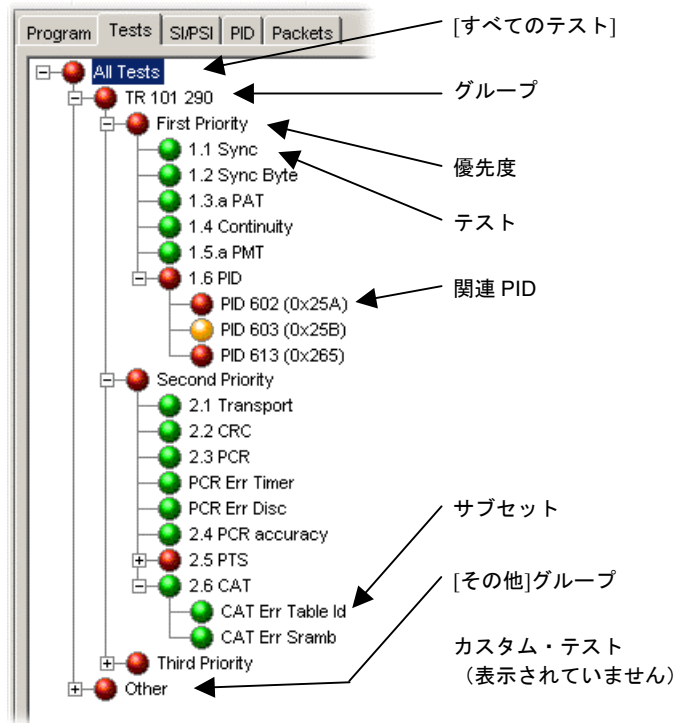 Program Tests SI/PSI PID Packets
[すべてのテスト]
All Tests
TR 101 290
グループ
First Priority
優先度
1.1 Sync
テスト
1.2 Sync Byte
1.3.a PAT
1.4 Continuity
1.5.a PMT
1.6 PID
関連 PID
PID 602 (0x25A)
PID 603 (0x25B)
PID 613 (0x265)
Second Priority
2.1 Transport
2.2 CRC
2.3 PCR
PCR Err Timer
PCR Err Disc
2.4 PCR accuracy
サブセット
2.5 PTS
2.6 CAT
[その他]グループ
CAT Err Table Id
CAT Err Sramb
カスタム・テスト
（表示されていません）
Third Priority
Other